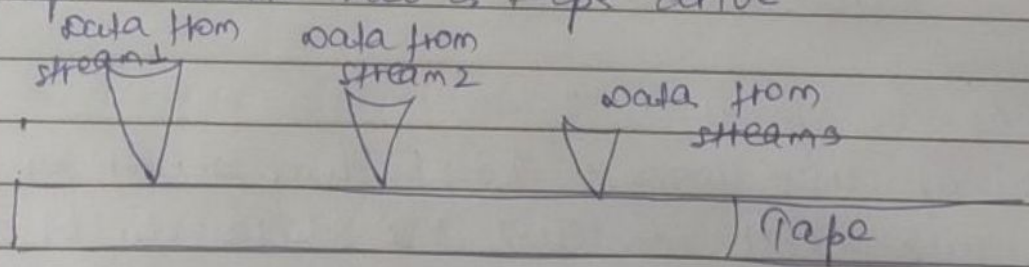 Data from
stream1
Data from
stream2
Data from
stream3
Tape